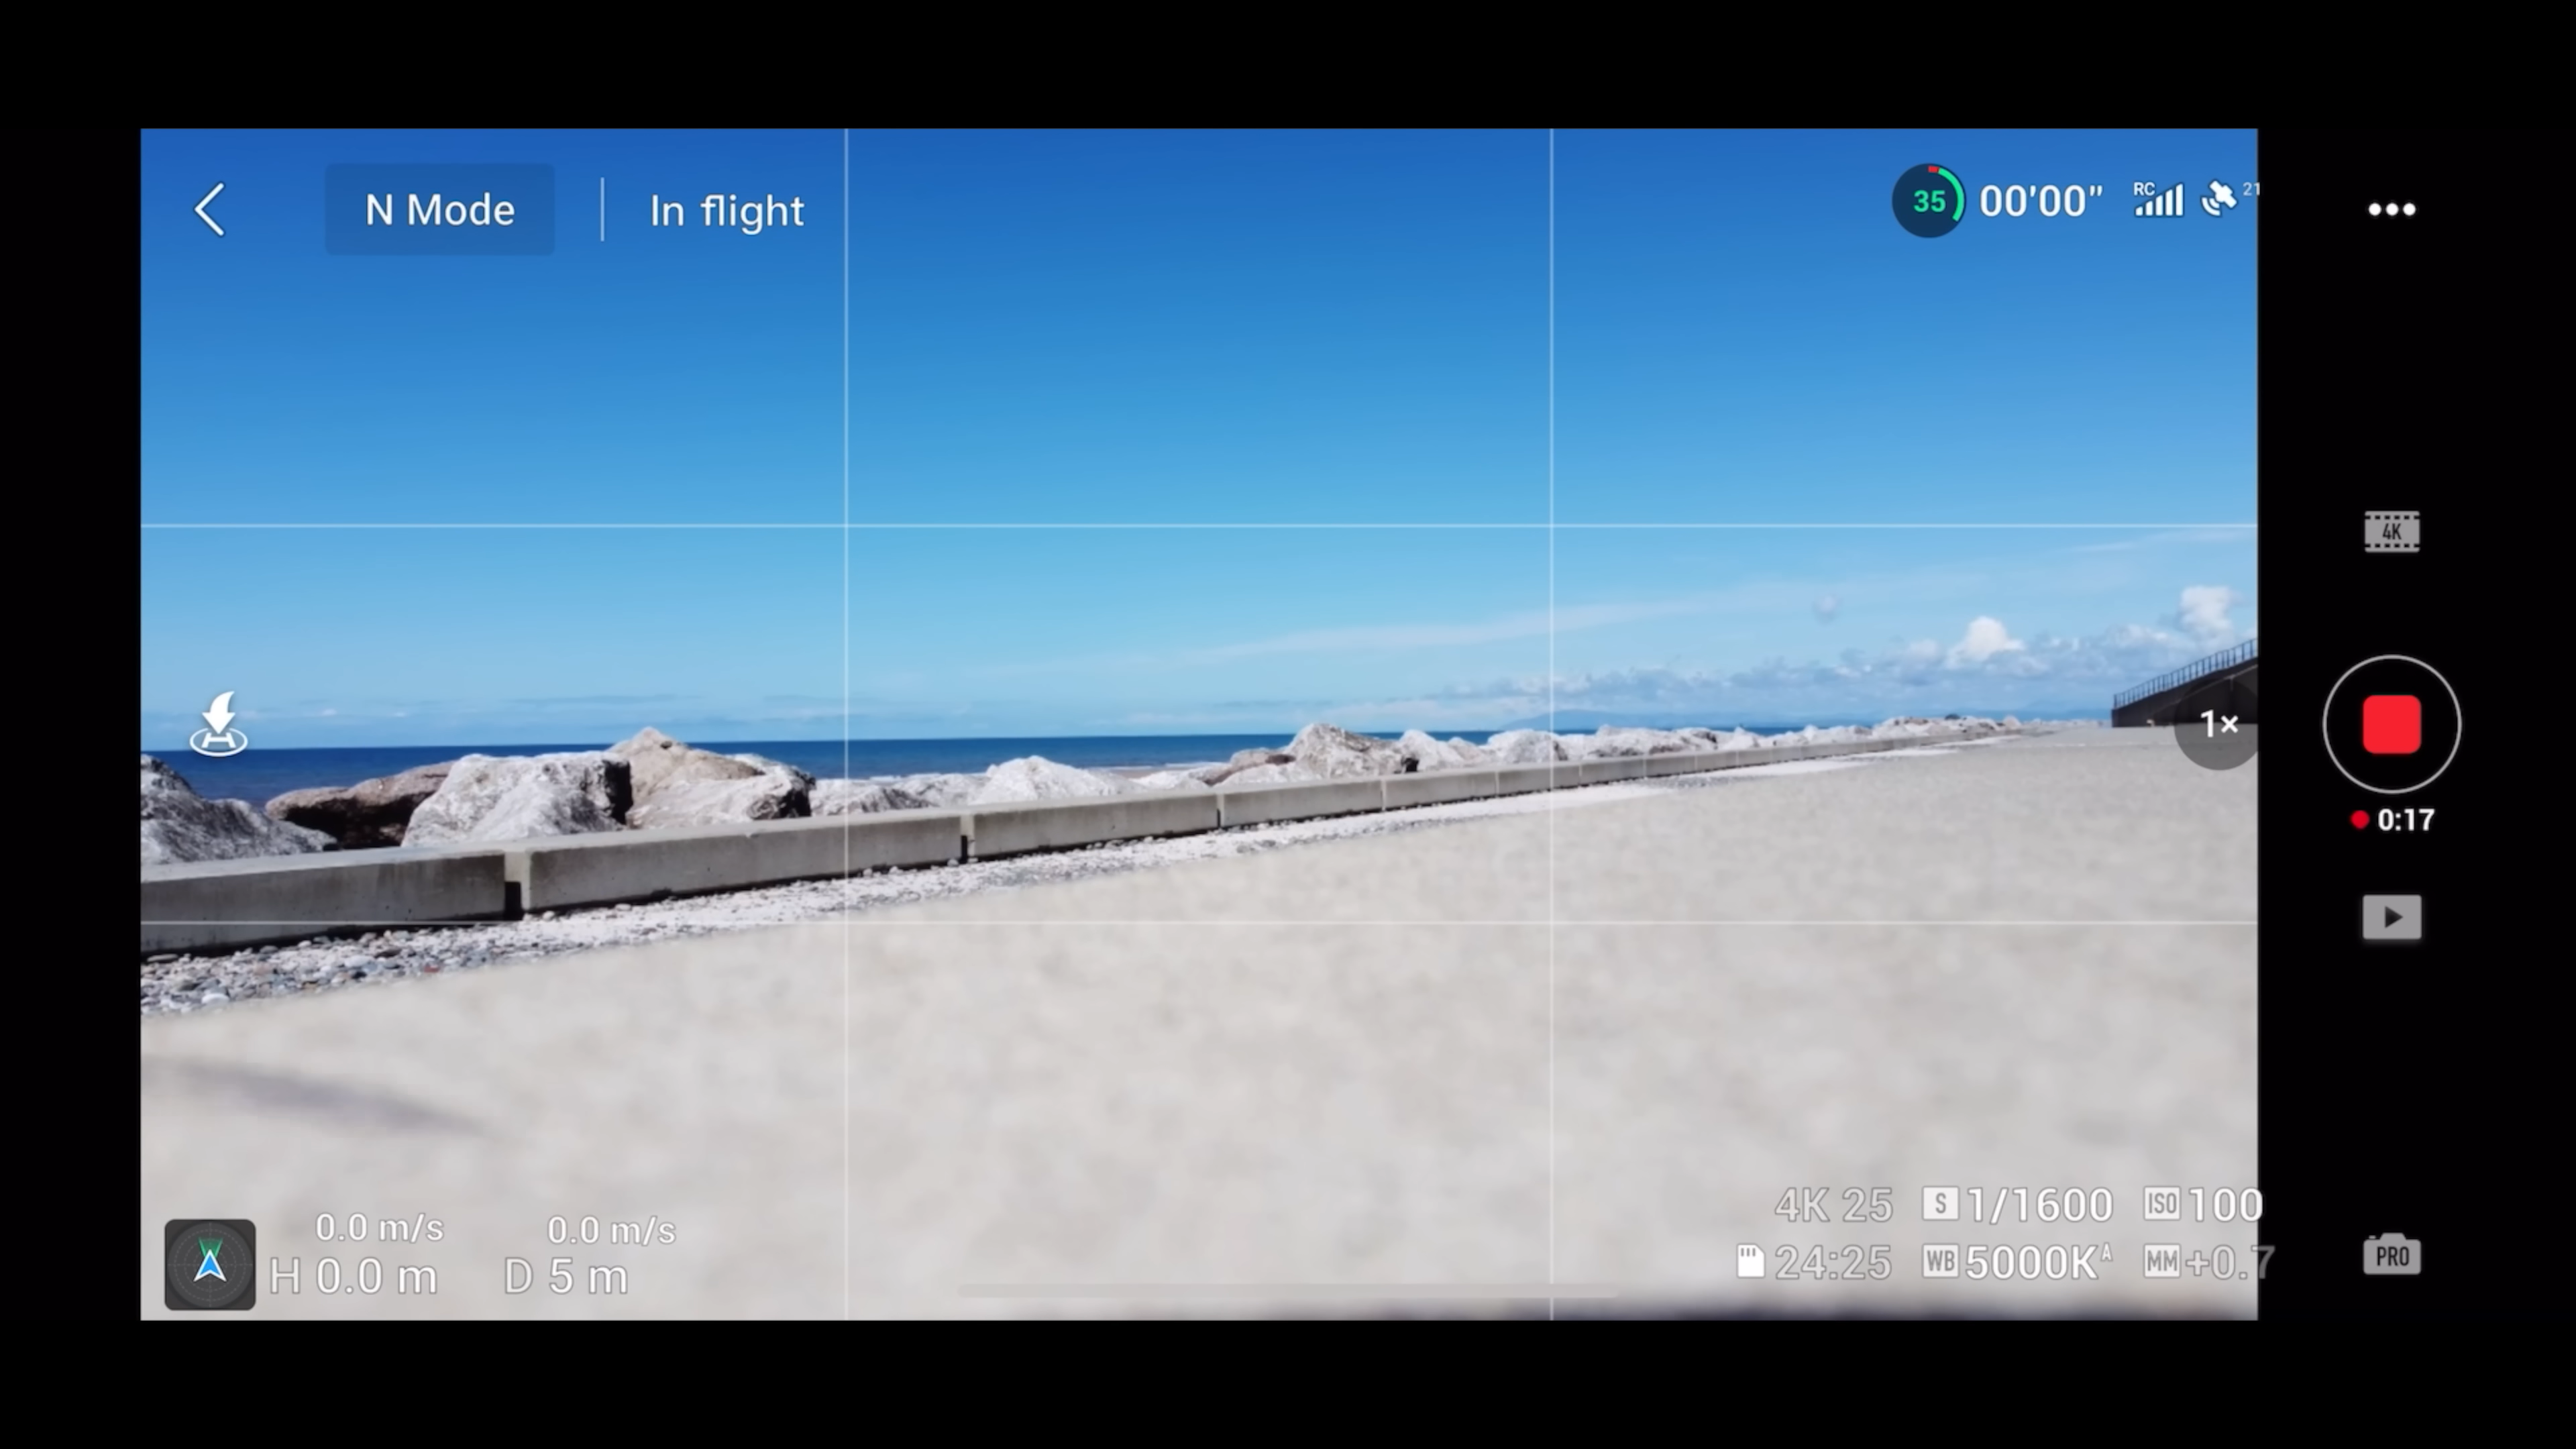 N Mode
In flight
35
00'00"
RC
21
4K
1×
0:17
0.0 m/s
0.0 m/s
H 0.0 m
D 5 m
4K 25
S 1/1600
ISO 100
24:25
WB 5000K A
MM +0.7
PRO